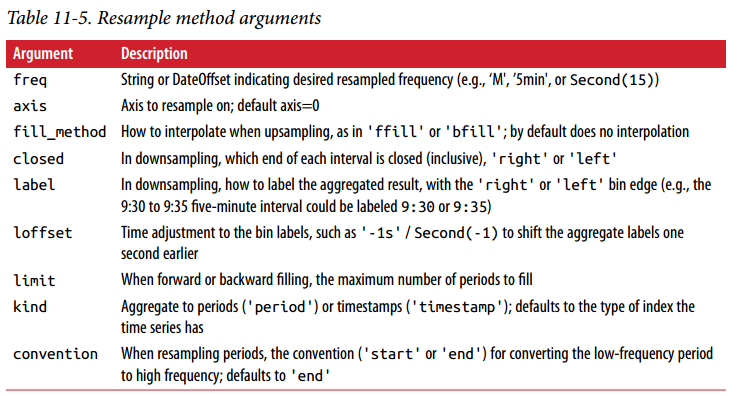 Table 11-5. Resample method arguments
Argument Description
freq String or DateOffset indicating desired resampled frequency (e.g., ‘M', ’5min', or Second(15))
axis Axis to resample on; default axis=0
fill_method How to interpolate when upsampling, as in 'ffill' or 'bfill'; by default does no interpolation
closed In downsampling, which end of each interval is closed (inclusive), 'right' or 'left'
label In downsampling, how to label the aggregated result, with the 'right' or 'left' bin edge (e.g., the
9:30 to 9:35 five-minute interval could be labeled 9:30 or 9:35)
loffset Time adjustment to the bin labels, such as '-1s' / Second(-1) to shift the aggregate labels one
second earlier
limit When forward or backward filling, the maximum number of periods to fill
kind Aggregate to periods ('period') or timestamps ('timestamp'); defaults to the type of index the
time series has
convention When resampling periods, the convention ('start' or 'end') for converting the low-frequency period
to high frequency; defaults to 'end'